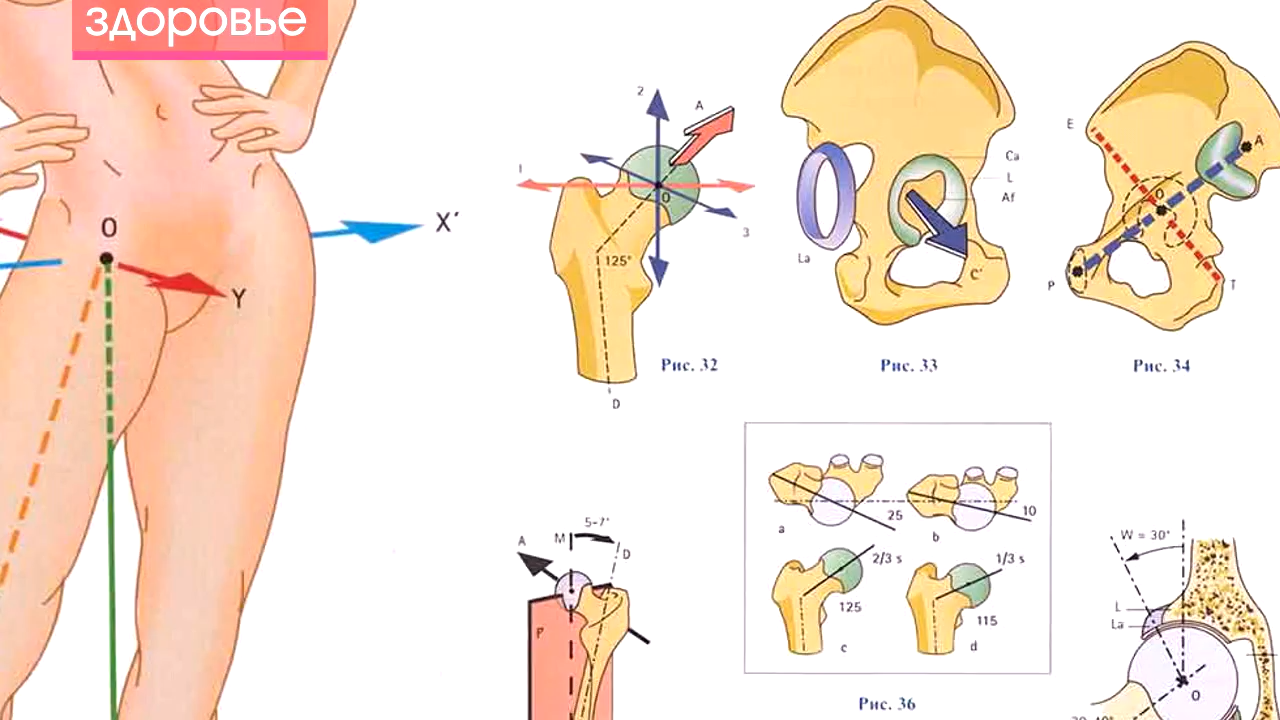 здоровье
O
X′
Y
2
A
1
O
3
125°
D
Рис. 32
Ca
L
Af
La
C′
Рис. 33
E
A
O
P
T
Рис. 34
5-7°
A
M
D
P
25
10
a
b
2/3 s
1/3 s
125
115
c
d
Рис. 36
W = 30°
L
La
O